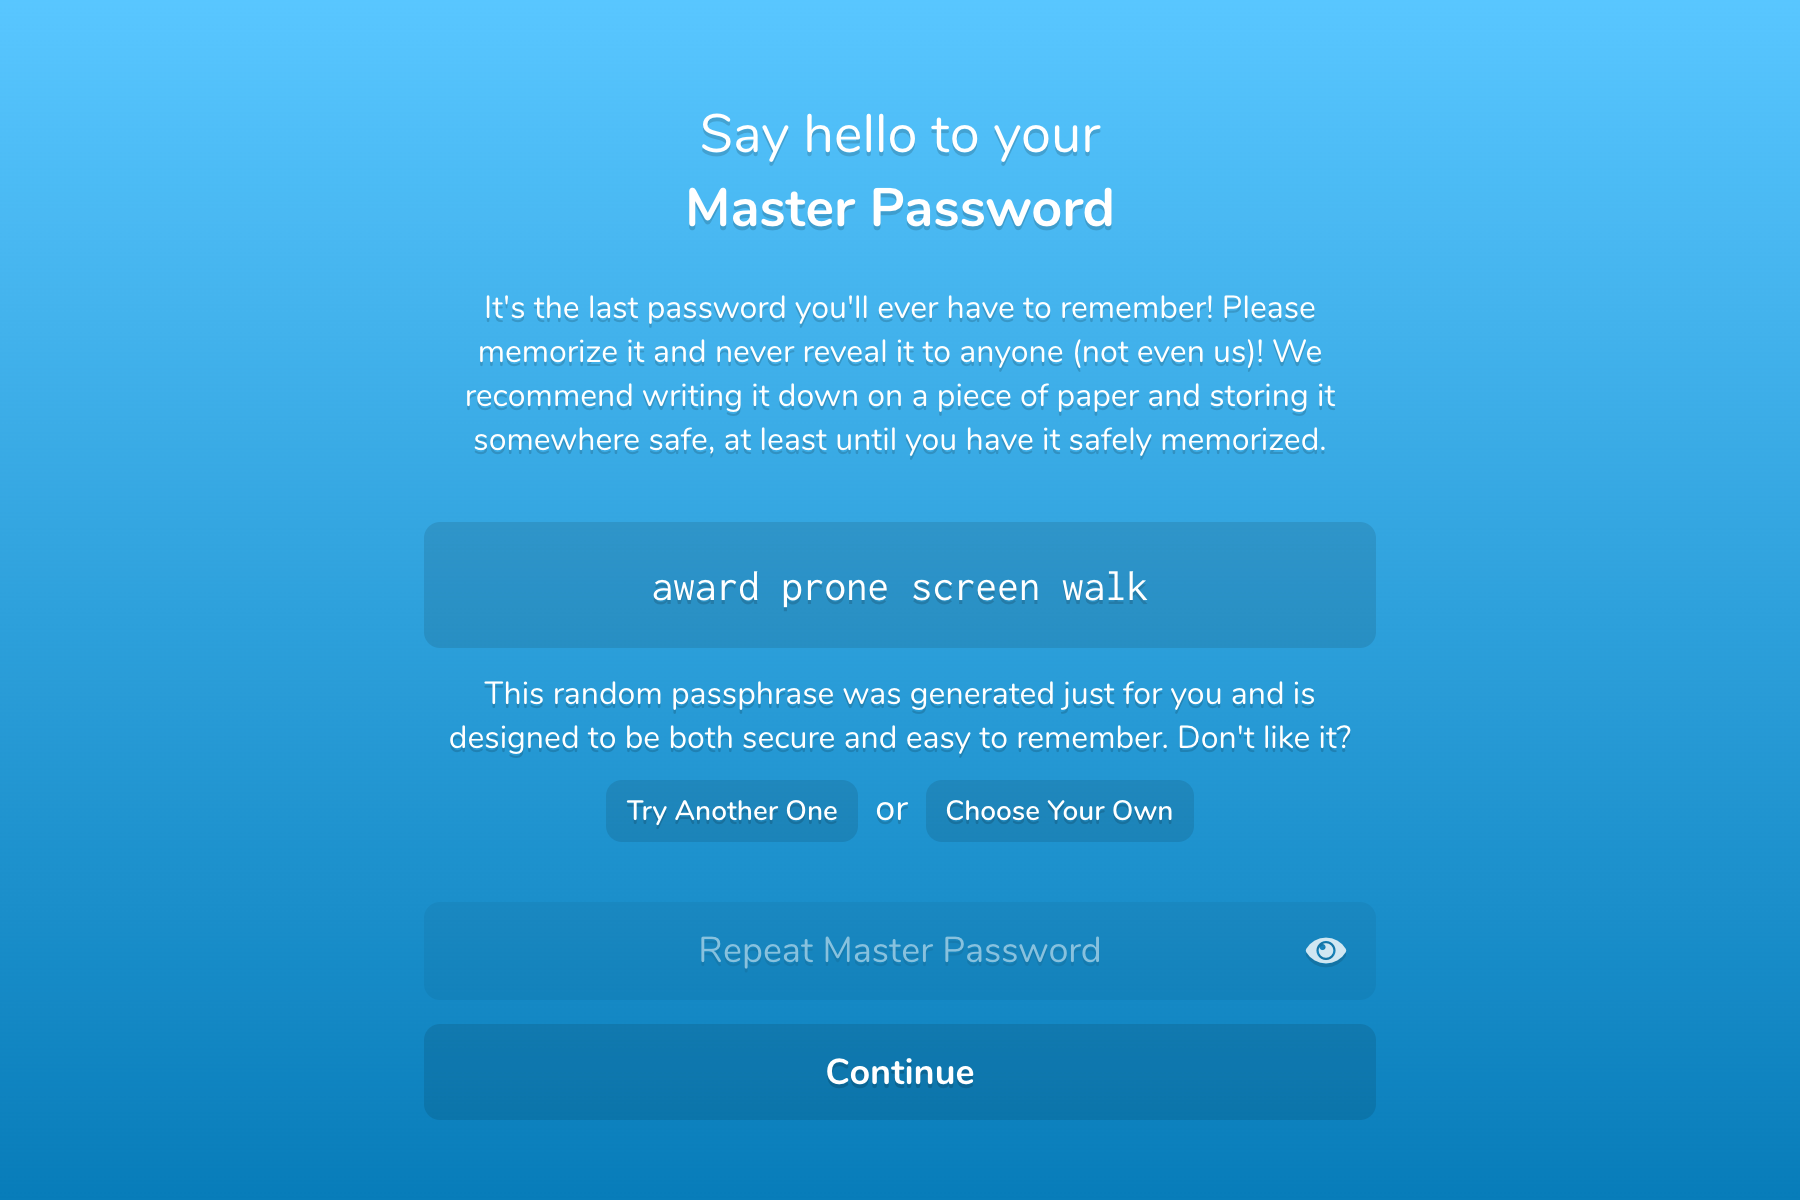 Say hello to your
Master Password
It's the last password you'll ever have to remember! Please
memorize it and never reveal it to anyone (not even us)! We
recommend writing it down on a piece of paper and storing it
somewhere safe, at least until you have it safely memorized.
award prone screen walk
This random passphrase was generated just for you and is
designed to be both secure and easy to remember. Don't like it?
Try Another One or Choose Your Own
Repeat Master Password
Continue